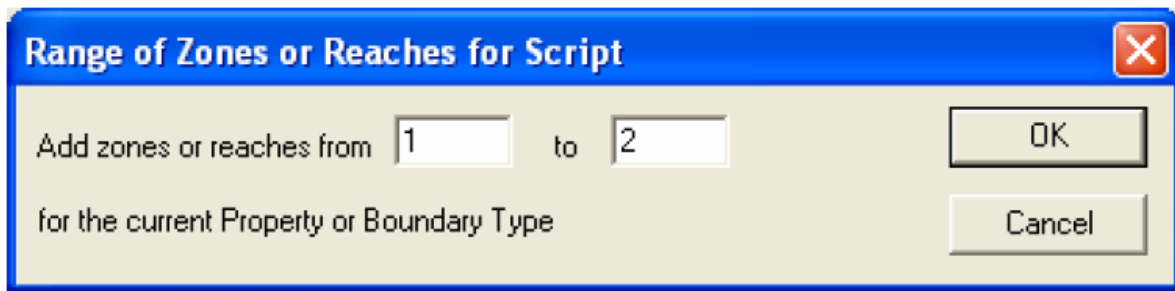 Range of Zones or Reaches for Script
Add zones or reaches from 1 to 2
OK
for the current Property or Boundary Type
Cancel